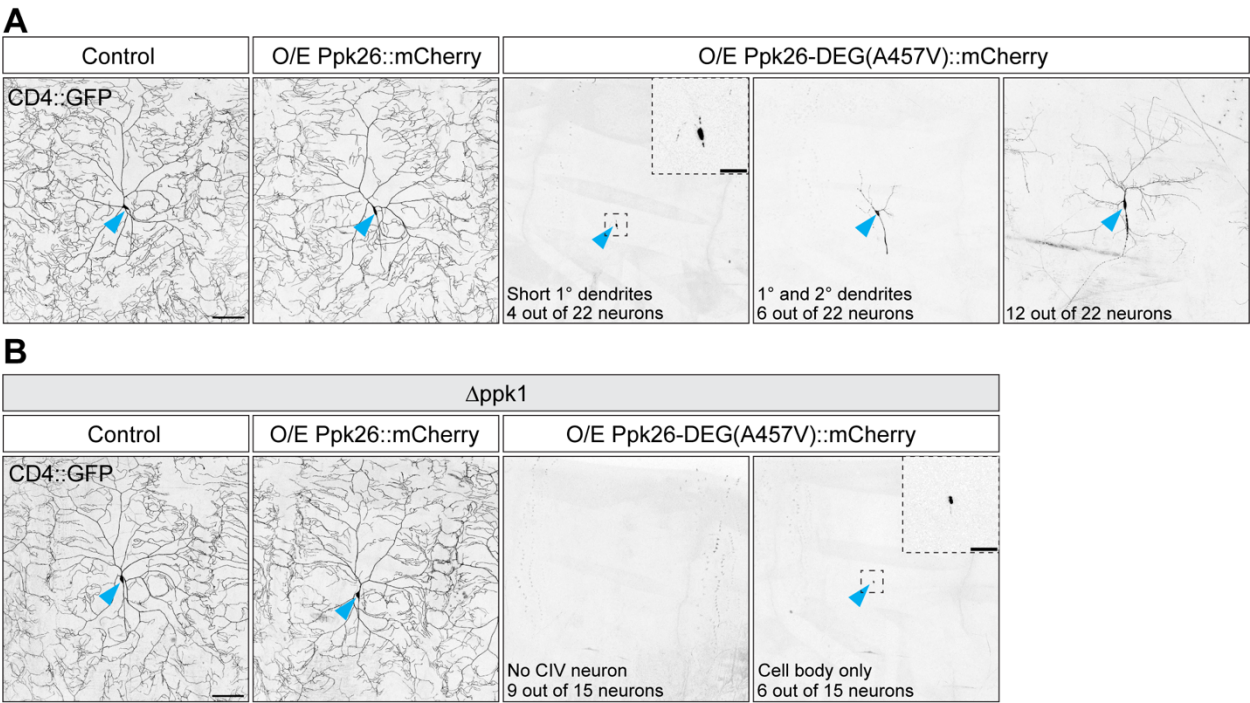 A
Control
O/E Ppk26::mCherry
O/E Ppk26-DEG(A457V)::mCherry
CD4::GFP
Short 1° dendrites
4 out of 22 neurons
1° and 2° dendrites
6 out of 22 neurons
12 out of 22 neurons
B
Δppk1
Control
O/E Ppk26::mCherry
O/E Ppk26-DEG(A457V)::mCherry
CD4::GFP
No CIV neuron
9 out of 15 neurons
Cell body only
6 out of 15 neurons